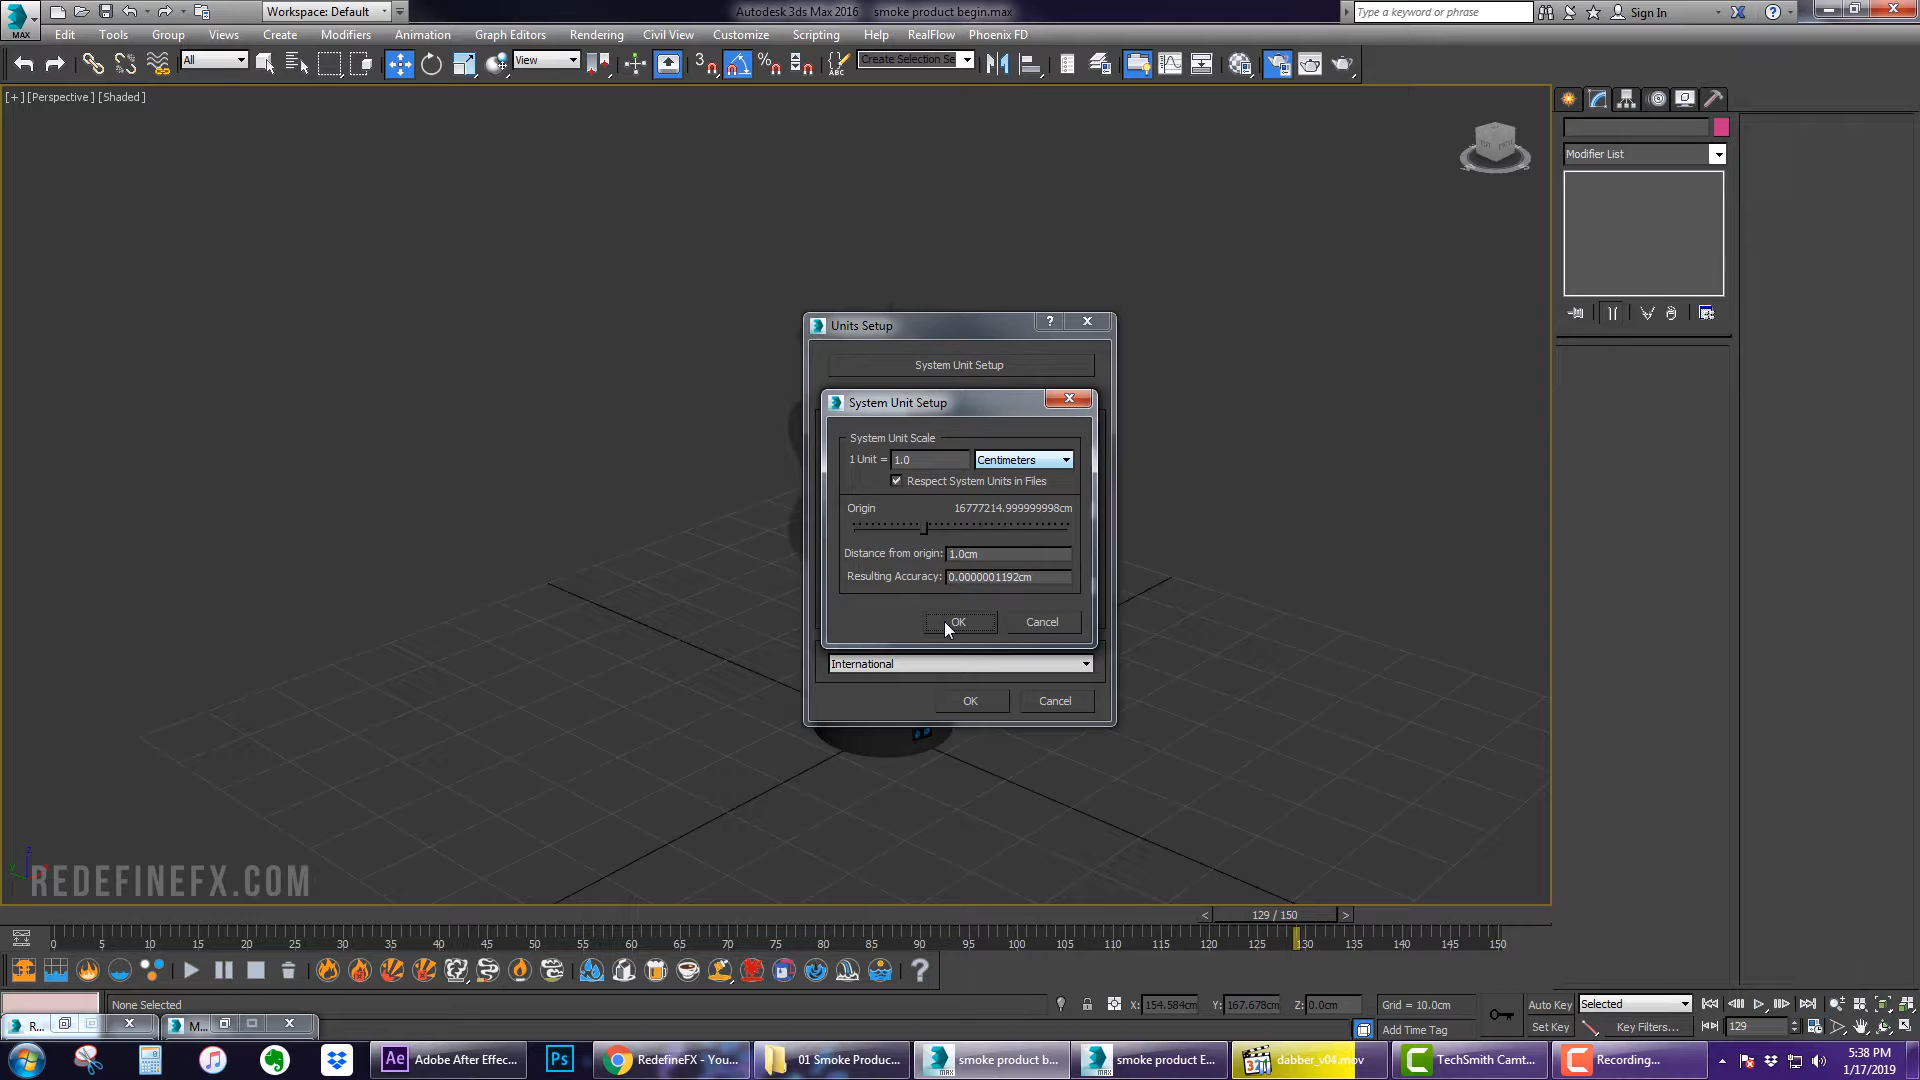 MAX
Workspace: Default
Autodesk 3ds Max 2016 smoke product begin.max
Type a keyword or phrase
Sign In
Edit Tools Group Views Create Modifiers Animation Graph Editors Rendering Civil View Customize Scripting Help RealFlow Phoenix FD
All
View
3
ABC
Create Selection Se
[+] [Perspective] [Shaded]
Modifier List
Units Setup
System Unit Setup
System Unit Setup
System Unit Scale
1 Unit = 1.0 Centimeters
Respect System Units in Files
Origin 16777214.999999998cm
Distance from origin: 1.0cm
Resulting Accuracy: 0.0000001192cm
OK Cancel
International
OK Cancel
REDEFINEFX.COM
129 / 150
0 5 10 15 20 25 30 35 40 45 50 55 60 65 70 75 80 85 90 95 100 105 110 115 120 125 130 135 140 145 150
None Selected
X: 154.584cm Y: 167.678cm Z: 0.0cm Grid = 10.0cm
Auto Key Selected
R... M...
Add Time Tag
Set Key Key Filters... 129
Ae Adobe After Effec...
Ps
RedefineFX - You...
01 Smoke Produc...
smoke product b...
smoke product E...
dabber_v04.mov
TechSmith Camt...
Recording...
5:38 PM
1/17/2019